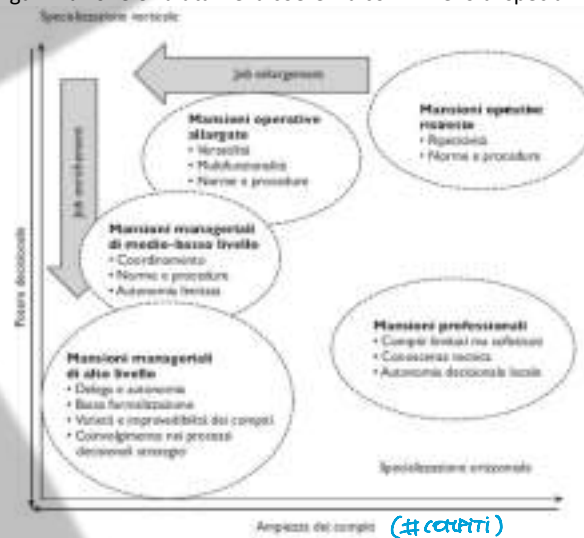 Specializzazione verticale
Job enlargement
Job enrichment
Mansioni operative
allargate
• Versatilità
• Multifunzionalità
• Norme e procedure
Mansioni operative
ristrette
• Ripetitività
• Norme e procedure
Mansioni manageriali
di medio-basso livello
• Coordinamento
• Norme e procedure
• Autonomia limitata
Potere decisionale
Mansioni professionali
• Compiti limitati ma sofisticati
• Conoscenza tecnica
• Autonomia decisionale locale
Mansioni manageriali
di alto livello
• Delega e autonomia
• Bassa formalizzazione
• Varietà e imprevedibilità dei compiti
• Coinvolgimento nei processi
decisionali strategici
Specializzazione orizzontale
Ampiezza dei compiti (# COMPITI)